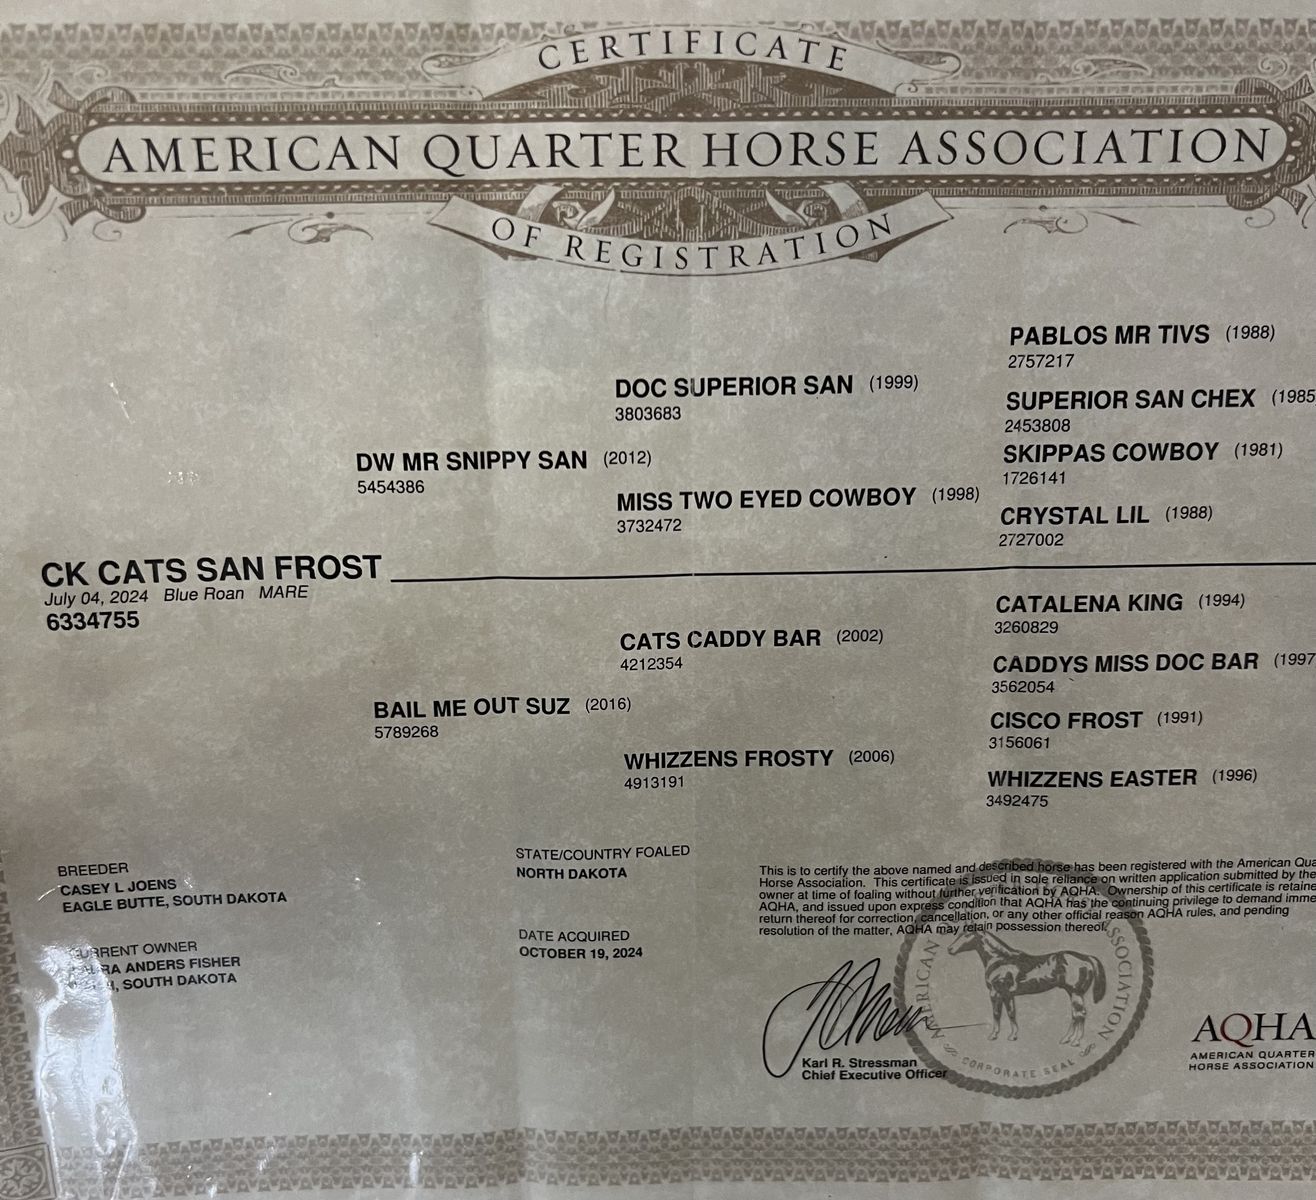 CERTIFICATE
AMERICAN QUARTER HORSE ASSOCIATION
OF REGISTRATION
PABLOS MR TIVS (1988)
2757217
DOC SUPERIOR SAN (1999)
3803683
SUPERIOR SAN CHEX (1985
2453808
DW MR SNIPPY SAN (2012)
5454386
SKIPPAS COWBOY (1981)
1726141
MISS TWO EYED COWBOY (1998)
3732472
CRYSTAL LIL (1988)
2727002
CK CATS SAN FROST
July 04, 2024 Blue Roan MARE
6334755
CATALENA KING (1994)
3260829
CATS CADDY BAR (2002)
4212354
CADDYS MISS DOC BAR (1997
3562054
BAIL ME OUT SUZ (2016)
5789268
CISCO FROST (1991)
3156061
WHIZZENS FROSTY (2006)
4913191
WHIZZENS EASTER (1996)
3492475
BREEDER
CASEY L JOENS
EAGLE BUTTE, SOUTH DAKOTA
STATE/COUNTRY FOALED
NORTH DAKOTA
CURRENT OWNER
ANDERS FISHER
SOUTH DAKOTA
DATE ACQUIRED
OCTOBER 19, 2024
This is to certify the above named and described horse has been registered with the American Qua
Horse Association. This certificate is issued in sole reliance on written application submitted by the
owner at time of foaling without further verification by AQHA. Ownership of this certificate is retaine
AQHA, and issued upon express condition that AQHA has the continuing privilege to demand imme
return thereof for correction, cancellation, or any other official reason AQHA rules, and pending
resolution of the matter, AQHA may retain possession thereof.
AMERICAN ASSOCIATION
CORPORATE SEAL
Karl R. Stressman
Chief Executive Officer
AQHA
AMERICAN QUARTER
HORSE ASSOCIATION